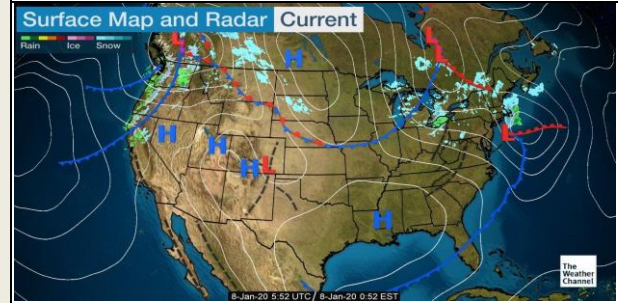 Surface Map and Radar Current
Rain Ice Snow
L L
L
H
H H
H L
L
H
The
Weather
Channel
8-Jan-20 5:52 UTC / 8-Jan-20 0:52 EST